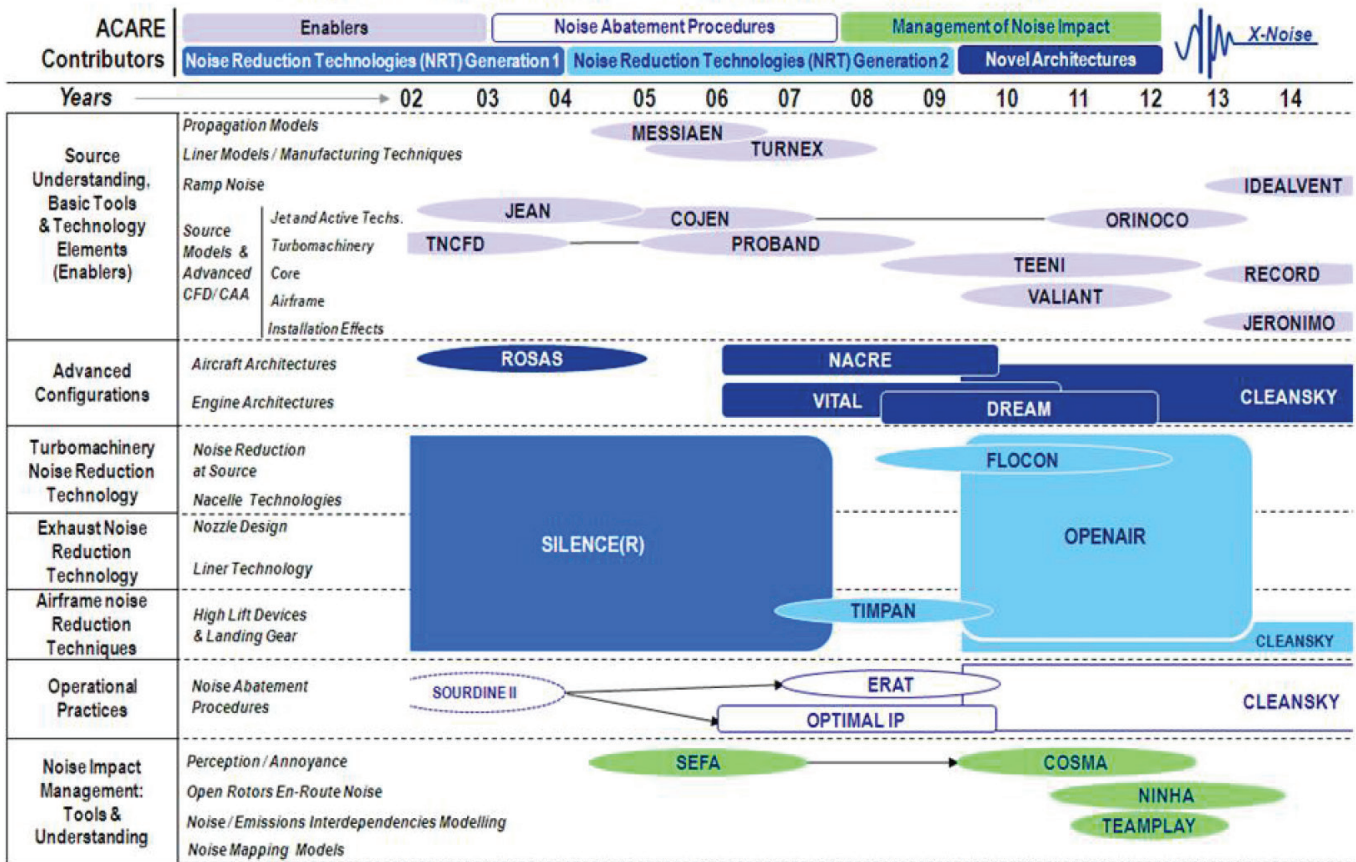 ACARE
Contributors
Enablers
Noise Abatement Procedures
Management of Noise Impact
Noise Reduction Technologies (NRT) Generation 1
Noise Reduction Technologies (NRT) Generation 2
Novel Architectures
X-Noise
Years 02 03 04 05 06 07 08 09 10 11 12 13 14
Source
Understanding,
Basic Tools
& Technology
Elements
(Enablers)
Propagation Models
MESSIAEN
Liner Models / Manufacturing Techniques
TURNEX
Ramp Noise
IDEALVENT
Source
Models &
Advanced
CFD/CAA
Jet and Active Techs.
JEAN
COJEN
ORINOCO
Turbomachinery
TNCFD
PROBAND
Core
TEENI
RECORD
Airframe
VALIANT
Installation Effects
JERONIMO
Advanced
Configurations
Aircraft Architectures
ROSAS
NACRE
Engine Architectures
VITAL
DREAM
CLEANSKY
Turbomachinery
Noise Reduction
Technology
Noise Reduction
at Source
FLOCON
Nacelle Technologies
Exhaust Noise
Reduction
Technology
Nozzle Design
SILENCE(R)
OPENAIR
Liner Technology
Airframe noise
Reduction
Techniques
High Lift Devices
& Landing Gear
TIMPAN
CLEANSKY
Operational
Practices
Noise Abatement
Procedures
SOURDINE II
ERAT
OPTIMAL IP
CLEANSKY
Noise Impact
Management:
Tools &
Understanding
Perception / Annoyance
SEFA
COSMA
Open Rotors En-Route Noise
NINHA
Noise / Emissions Interdependencies Modelling
TEAMPLAY
Noise Mapping Models